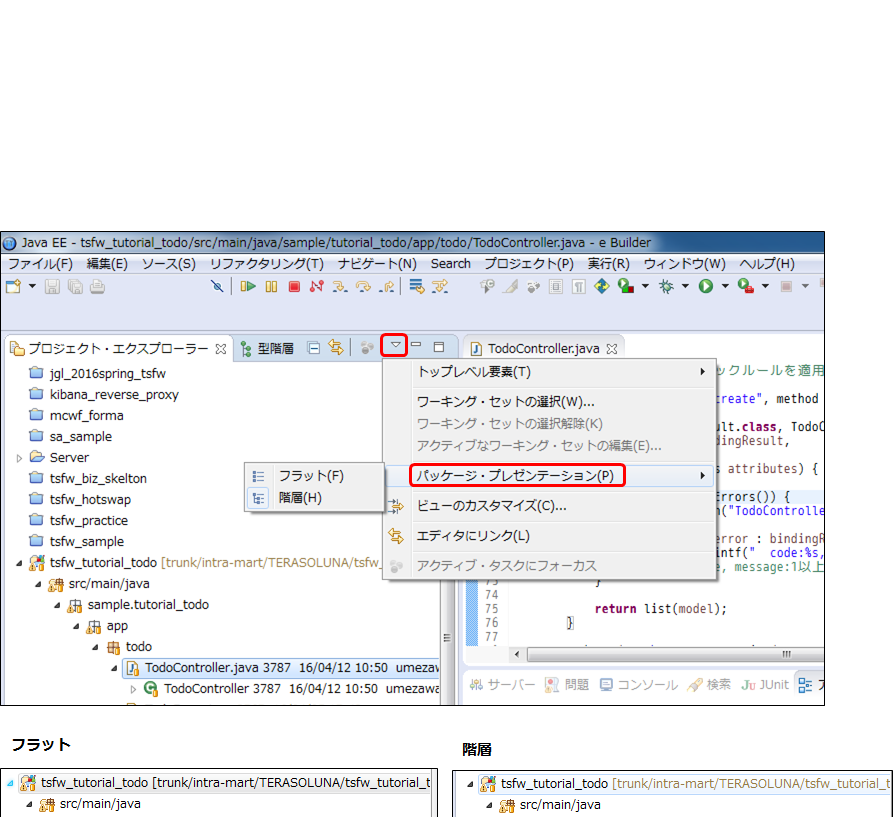 Java EE - tsfw_tutorial_todo/src/main/java/sample/tutorial_todo/app/todo/TodoController.java - e Builder
ファイル(F) 編集(E) ソース(S) リファクタリング(T) ナビゲート(N) Search プロジェクト(P) 実行(R) ウィンドウ(W) ヘルプ(H)
プロジェクト・エクスプローラー 型階層
TodoController.java
jgl_2016spring_tsfw
kibana_reverse_proxy
mcwf_forma
sa_sample
Server
tsfw_biz_skelton
tsfw_hotswap
tsfw_practice
tsfw_sample
tsfw_tutorial_todo [trunk/intra-mart/TERASOLUNA/tsfw_
src/main/java
sample.tutorial_todo
app
todo
TodoController.java 3787 16/04/12 10:50 umezawa
TodoController 3787 16/04/12 10:50 umezawa
トップレベル要素(T)
ワーキング・セットの選択(W)...
ワーキング・セットの選択解除(K)
アクティブなワーキング・セットの編集(E)...
パッケージ・プレゼンテーション(P)
ビューのカスタマイズ(C)...
エディタにリンク(L)
アクティブ・タスクにフォーカス
フラット(F)
階層(H)
ックルールを適用
create", method
ult.class, TodoC
dingResult,
s attributes) {
Errors()) {
n("TodoControlle
error : bindingR
intf(" code:%s,
e, message:1以上
73 }
74
75 return list(model);
76 }
77
サーバー 問題 コンソール 検索 JUnit
フラット
階層
tsfw_tutorial_todo [trunk/intra-mart/TERASOLUNA/tsfw_tutorial_t
src/main/java
tsfw_tutorial_todo [trunk/intra-mart/TERASOLUNA/tsfw_tutorial_t
src/main/java